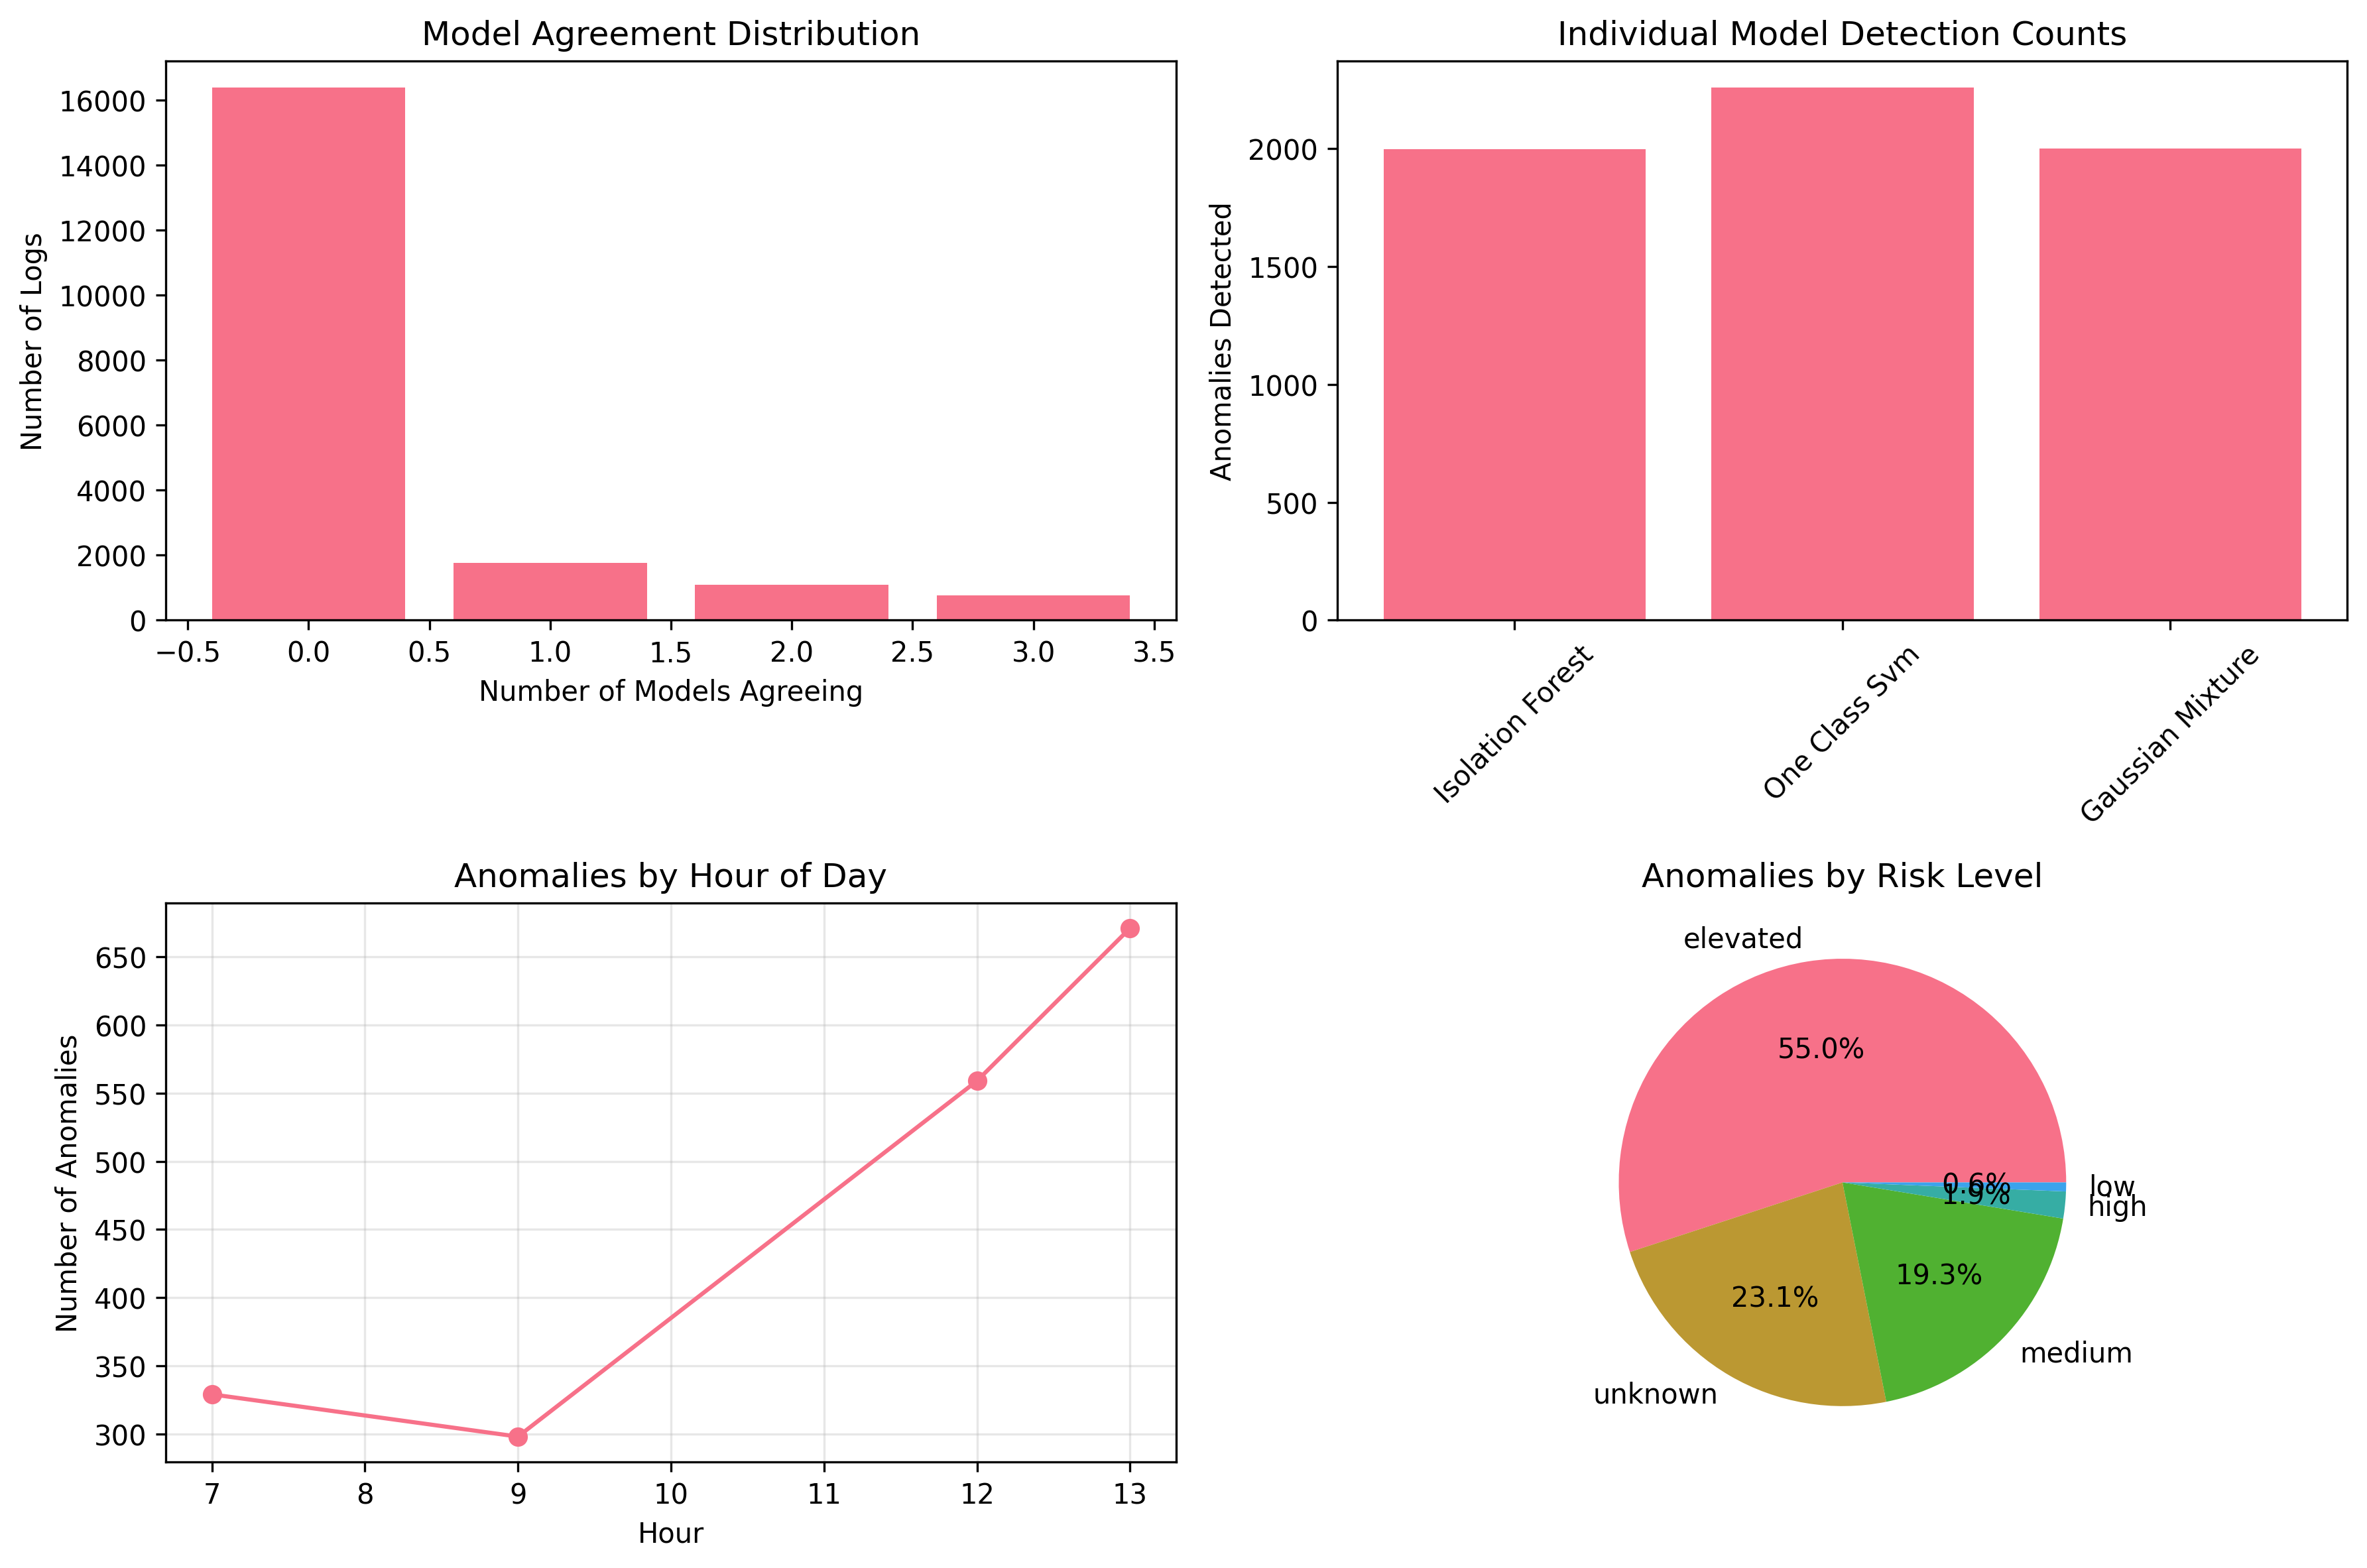 Model Agreement Distribution
Number of Logs
16000
14000
12000
10000
8000
6000
4000
2000
0
−0.5 0.0 0.5 1.0 1.5 2.0 2.5 3.0 3.5
Number of Models Agreeing
Individual Model Detection Counts
Anomalies Detected
2000
1500
1000
500
0
Isolation Forest
One Class Svm
Gaussian Mixture
Anomalies by Hour of Day
Number of Anomalies
650
600
550
500
450
400
350
300
7 8 9 10 11 12 13
Hour
Anomalies by Risk Level
elevated
55.0%
0.6%
low
1.9%
high
19.3%
23.1%
medium
unknown